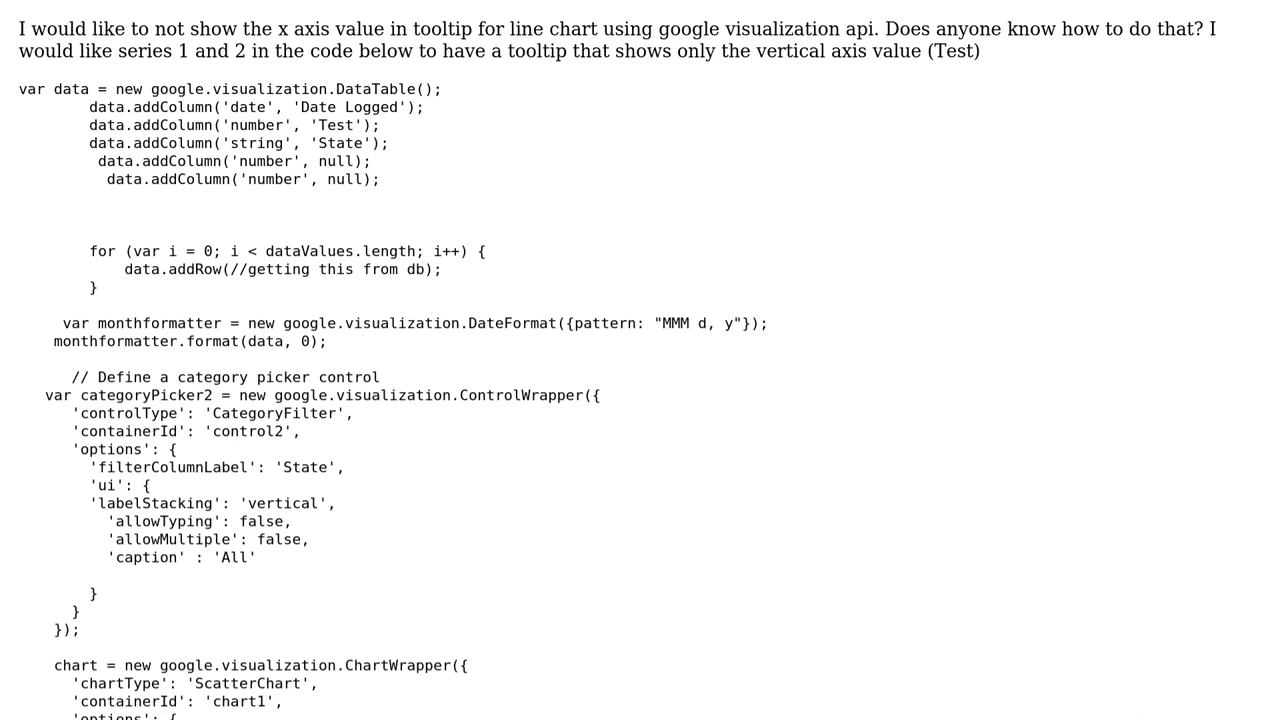 I would like to not show the x axis value in tooltip for line chart using google visualization api. Does anyone know how to do that? I
would like series 1 and 2 in the code below to have a tooltip that shows only the vertical axis value (Test)
var data = new google.visualization.DataTable();
data.addColumn('date', 'Date Logged');
data.addColumn('number', 'Test');
data.addColumn('string', 'State');
data.addColumn('number', null);
data.addColumn('number', null);
for (var i = 0; i < dataValues.length; i++) {
data.addRow(//getting this from db);
}
var monthformatter = new google.visualization.DateFormat({pattern: "MMM d, y"});
monthformatter.format(data, 0);
// Define a category picker control
var categoryPicker2 = new google.visualization.ControlWrapper({
'controlType': 'CategoryFilter',
'containerId': 'control2',
'options': {
'filterColumnLabel': 'State',
'ui': {
'labelStacking': 'vertical',
'allowTyping': false,
'allowMultiple': false,
'caption' : 'All'
}
}
});
chart = new google.visualization.ChartWrapper({
'chartType': 'ScatterChart',
'containerId': 'chart1',
'options': {